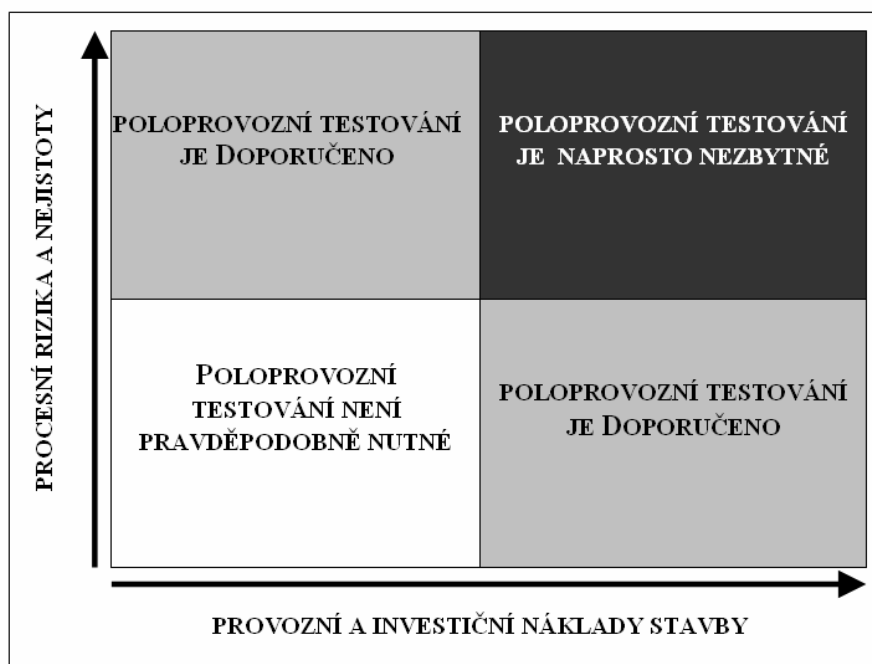 PROCESNÍ RIZIKA A NEJISTOTY
POLOPROVOZNÍ TESTOVÁNÍ
JE DOPORUČENO
POLOPROVOZNÍ TESTOVÁNÍ
JE NAPROSTO NEZBYTNÉ
POLOPROVOZNÍ
TESTOVÁNÍ NENÍ
PRAVDĚPODOBNĚ NUTNÉ
POLOPROVOZNÍ TESTOVÁNÍ
JE DOPORUČENO
PROVOZNÍ A INVESTIČNÍ NÁKLADY STAVBY